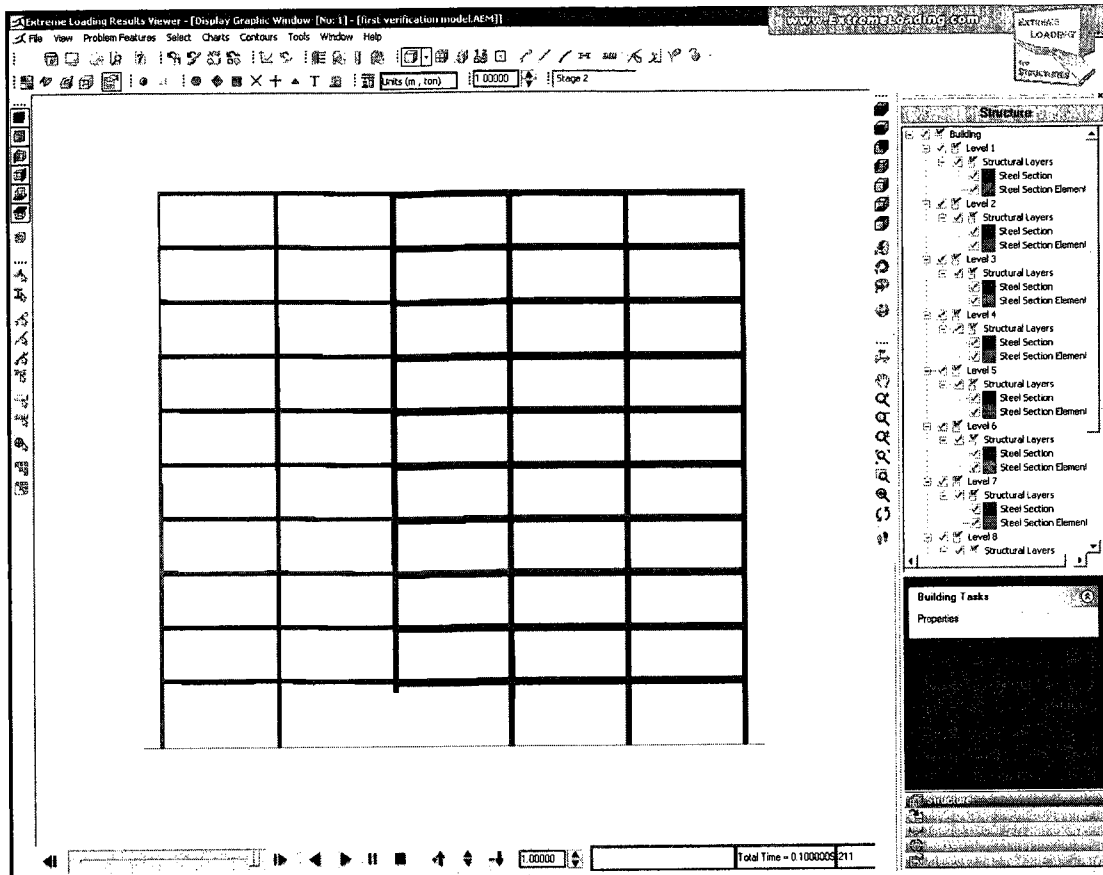 Extreme Loading Results Viewer - [Display Graphic Window [No: 1] - [first verification model.AEM]]
www.ExtremeLoading.com
EXTREME
LOADING
for
STRUCTURES
File View Problem Features Select Charts Contours Tools Window Help
T Units (m , ton) 1.00000 Stage 2
Structure
Building
Level 1
Structural Layers
Steel Section
Steel Section Element
Level 2
Structural Layers
Steel Section
Steel Section Element
Level 3
Structural Layers
Steel Section
Steel Section Element
Level 4
Structural Layers
Steel Section
Steel Section Element
Level 5
Structural Layers
Steel Section
Steel Section Element
Level 6
Structural Layers
Steel Section
Steel Section Element
Level 7
Structural Layers
Steel Section
Steel Section Element
Level 8
Structural Layers
Building Tasks
Properties
Structure
1.00000 Total Time = 0.1000009 211